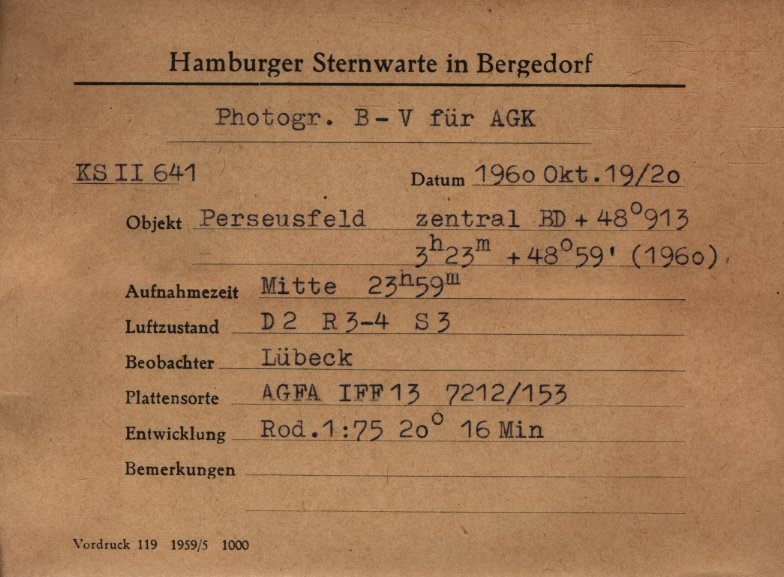 Hamburger Sternwarte in Bergedorf
Photogr. B-V für AGK
KS II 641 Datum 1960 Okt.19/20
Objekt Perseusfeld zentral BD + 48°913
3h23m +48°59' (1960)
Aufnahmezeit Mitte 23h59m
Luftzustand D 2 R 3-4 S 3
Beobachter Lübeck
Plattensorte AGFA IFF 13 7212/153
Entwicklung Rod.1:75 20° 16 Min
Bemerkungen
Vordruck 119 1959/5 1000